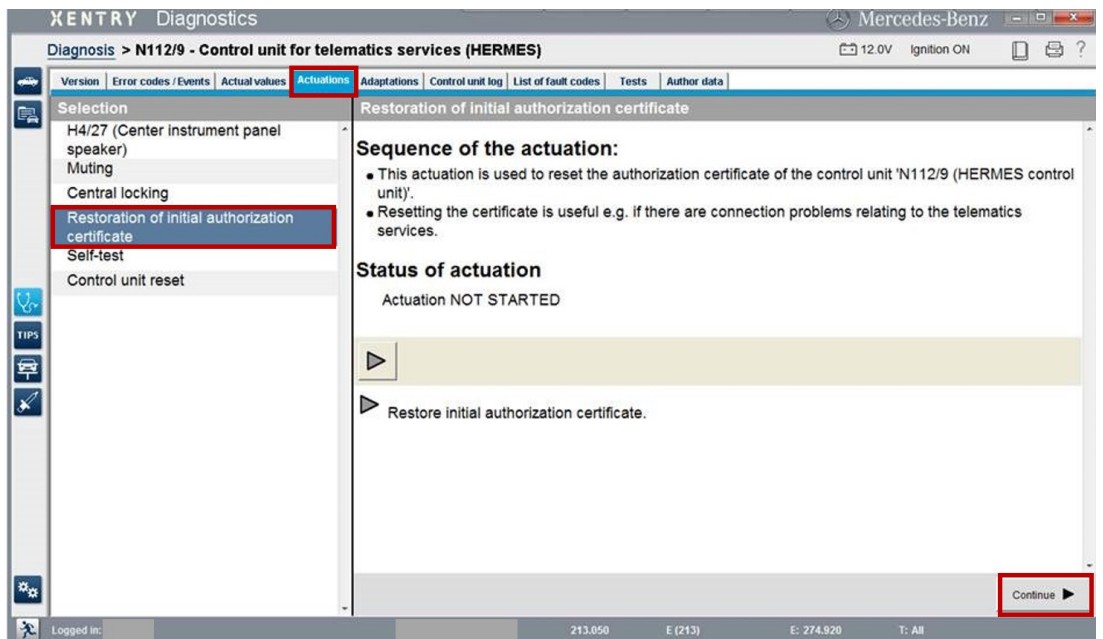 XENTRY Diagnostics
Mercedes-Benz
Diagnosis > N112/9 - Control unit for telematics services (HERMES)
12.0V Ignition ON
?
Version Error codes / Events Actual values Actuations Adaptations Control unit log List of fault codes Tests Author data
Selection
Restoration of initial authorization certificate
H4/27 (Center instrument panel
speaker)
Muting
Central locking
Restoration of initial authorization
certificate
Self-test
Control unit reset
TIPS
Sequence of the actuation:
• This actuation is used to reset the authorization certificate of the control unit 'N112/9 (HERMES control
unit)'.
• Resetting the certificate is useful e.g. if there are connection problems relating to the telematics
services.
Status of actuation
Actuation NOT STARTED
Restore initial authorization certificate.
Continue
Logged in: 213.050 E (213) E: 274.920 T: All